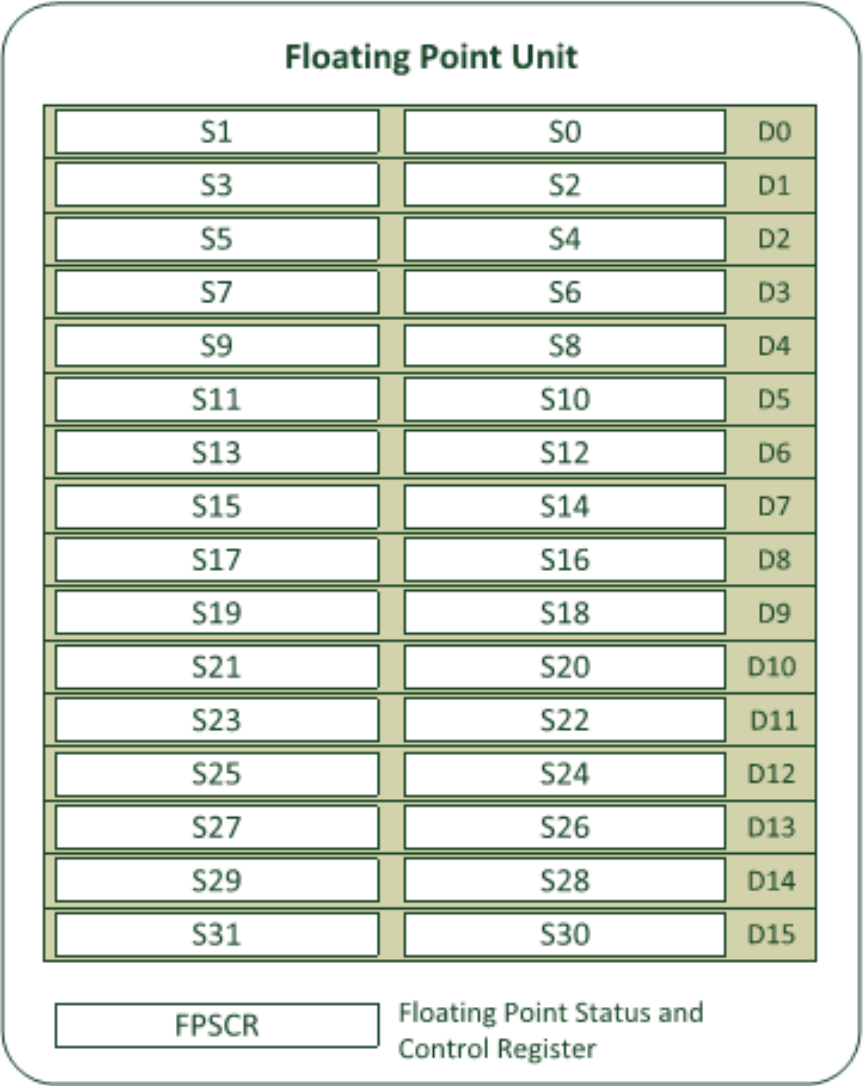 Floating Point Unit
S1 S0 D0
S3 S2 D1
S5 S4 D2
S7 S6 D3
S9 S8 D4
S11 S10 D5
S13 S12 D6
S15 S14 D7
S17 S16 D8
S19 S18 D9
S21 S20 D10
S23 S22 D11
S25 S24 D12
S27 S26 D13
S29 S28 D14
S31 S30 D15
FPSCR
Floating Point Status and
Control Register